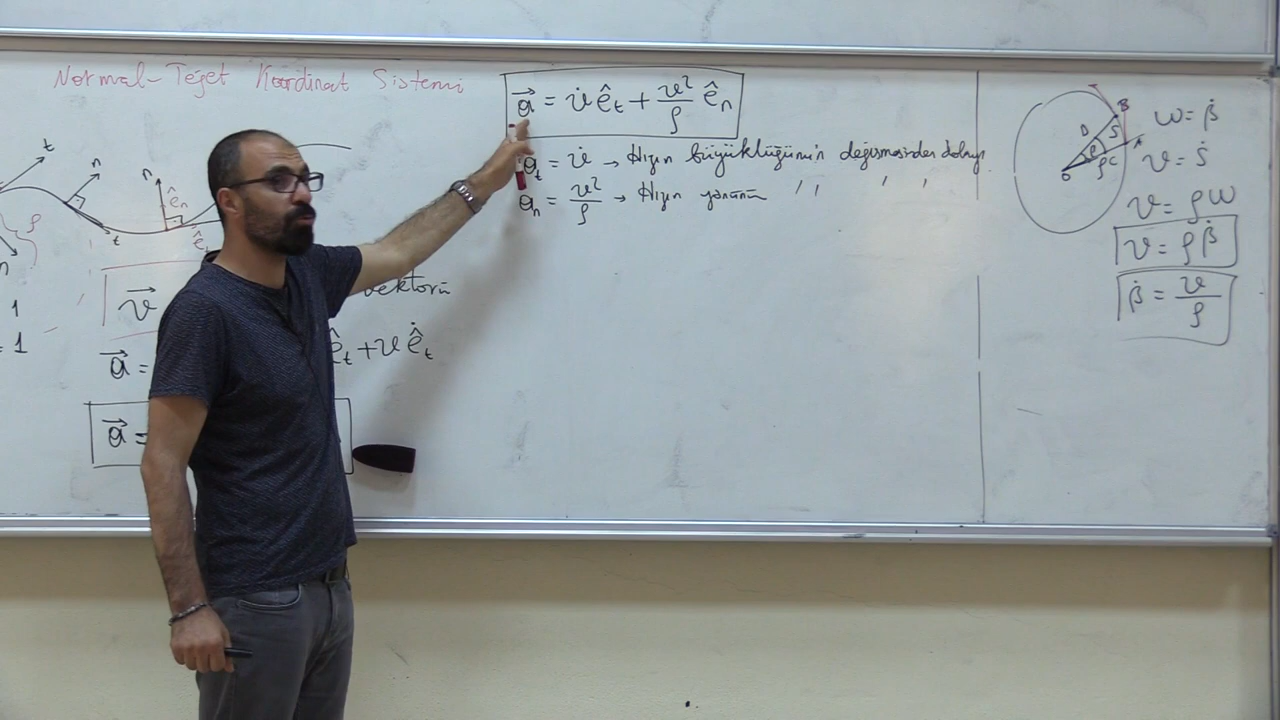 Normal-Teğet Koordinat Sistemi
t
n
t
n
ê_n
ê_t
ρ
n
1
= 1
v⃗ vektörü
a⃗ = ê_t + v ê̇_t
a⃗ =
a⃗ = v̇ ê_t + v²/ρ ê_n
a_t = v̇ → Hızın büyüklüğünün değişmesinden dolayı
a_n = v²/ρ → Hızın yönünün ′′ ′ ′
B
D
S
A
β
ρ C
O
ω = β̇
v = ṡ
v = ρω
v = ρβ̇
β̇ = v/ρ